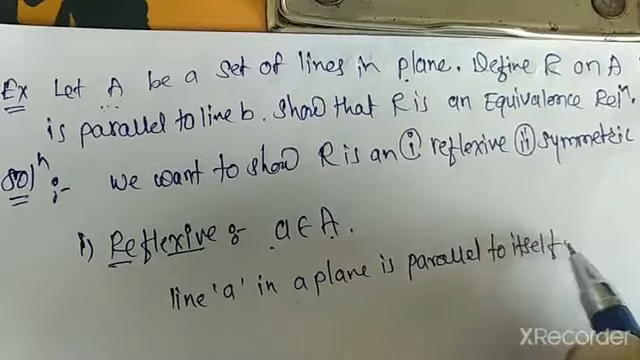 Ex Let A be a set of lines in plane. Define R on A
is parallel to line b. Show that R is an Equivalence Relⁿ.
Solⁿ :- we want to show R is an (i) reflexive (ii) symmetric
i) Reflexive :- a ∈ A.
line 'a' in a plane is parallel to itself
XRecorder